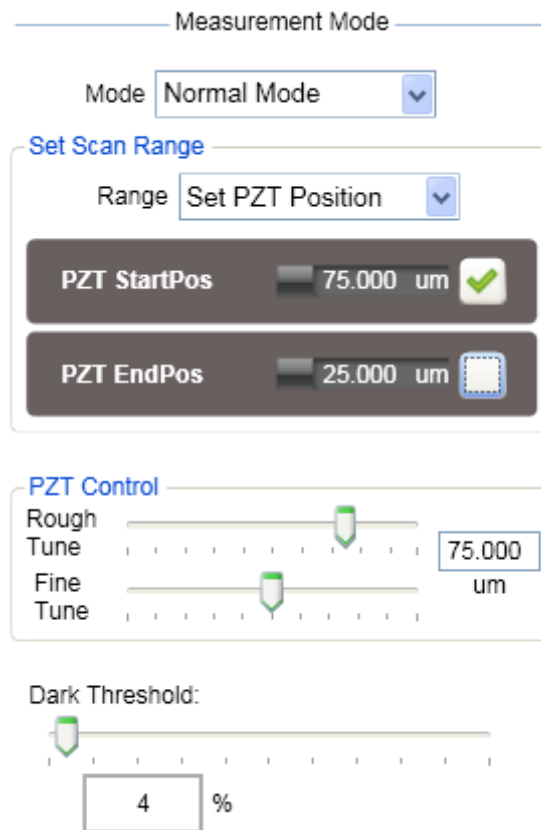 Measurement Mode
Mode Normal Mode
Set Scan Range
Range Set PZT Position
PZT StartPos 75.000 um
PZT EndPos 25.000 um
PZT Control
Rough
Tune
75.000
um
Fine
Tune
Dark Threshold:
4 %